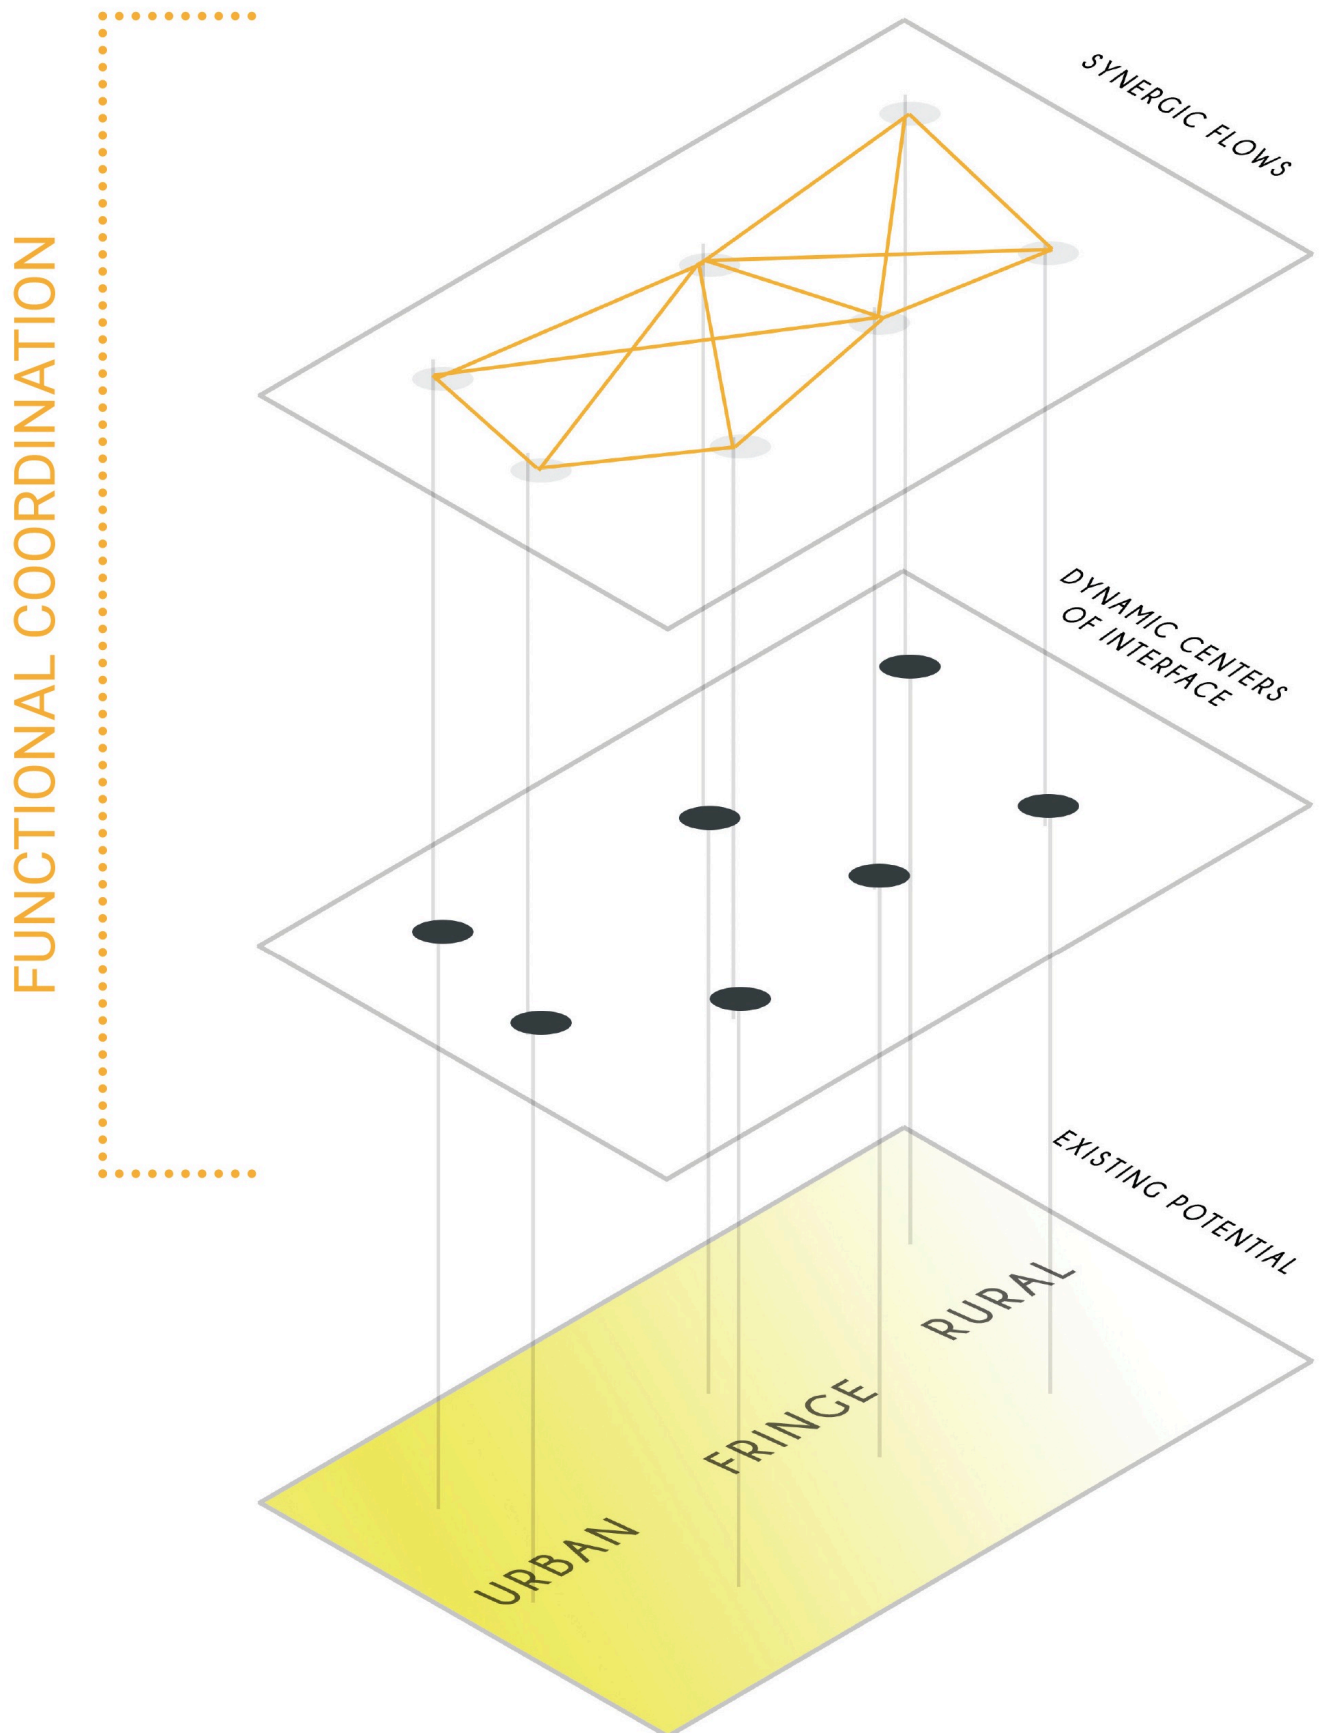 FUNCTIONAL COORDINATION
SYNERGIC FLOWS
DYNAMIC CENTERS
OF INTERFACE
EXISTING POTENTIAL
RURAL
FRINGE
URBAN